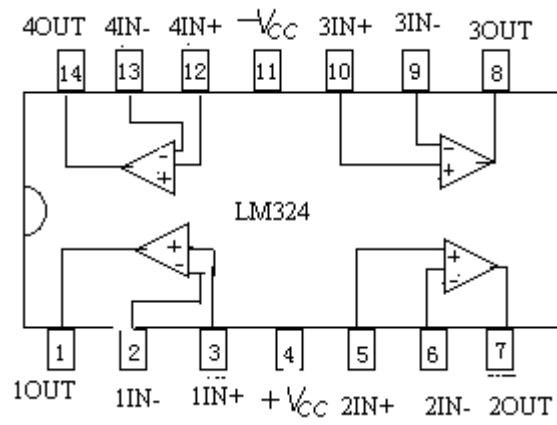 4OUT 4IN- 4IN+ -VCC 3IN+ 3IN- 3OUT
14 13 12 11 10 9 8
- + - +
LM324
+ - + -
1 2 3 4 5 6 7
1OUT 1IN- 1IN+ +VCC 2IN+ 2IN- 2OUT